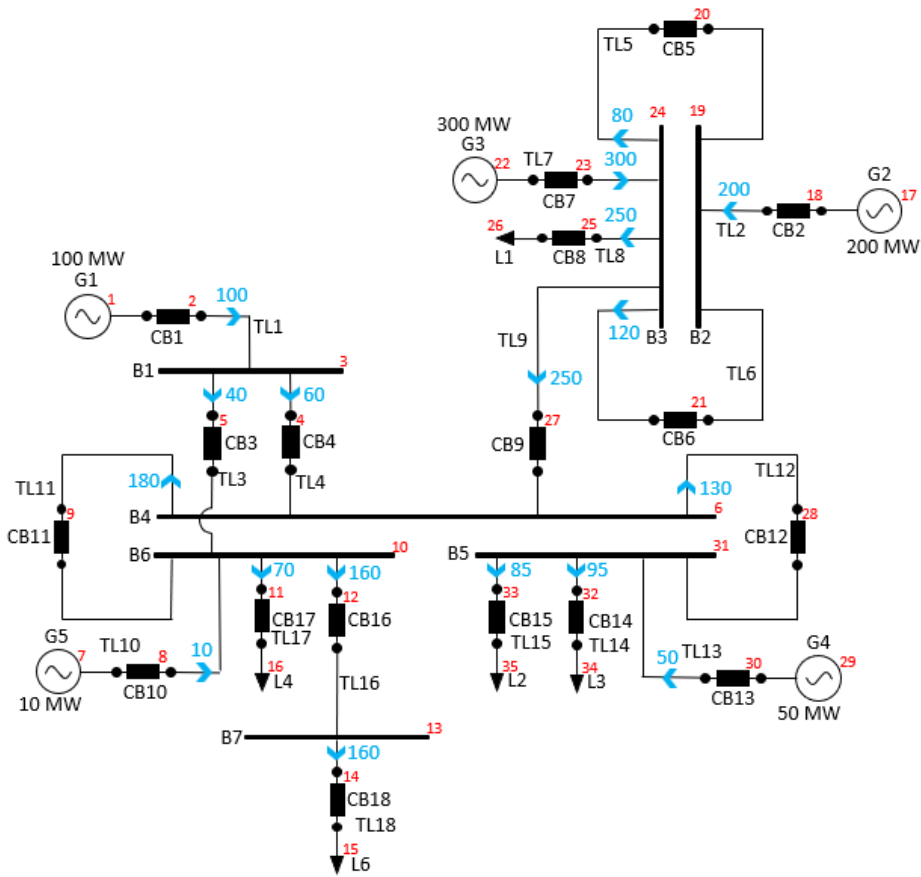 20
TL5
CB5
24
19
80
300 MW
G3
TL7
23
300
22
CB7
G2
200
18
17
26
25
250
TL2
CB2
L1
CB8
TL8
200 MW
100 MW
G1
1
2
100
CB1
TL1
TL9
120
B3
B2
3
B1
250
TL6
40
60
21
5
4
27
CB6
CB3
CB4
CB9
TL3
TL4
TL12
TL11
180
130
9
B4
6
28
CB11
CB12
B6
10
B5
31
70
160
85
95
11
12
33
32
CB17
CB16
CB15
CB14
G5
TL10
TL17
TL15
TL14
TL13
G4
7
8
10
50
30
29
16
35
34
CB10
L4
TL16
L2
L3
CB13
10 MW
50 MW
13
B7
160
14
CB18
TL18
15
L6